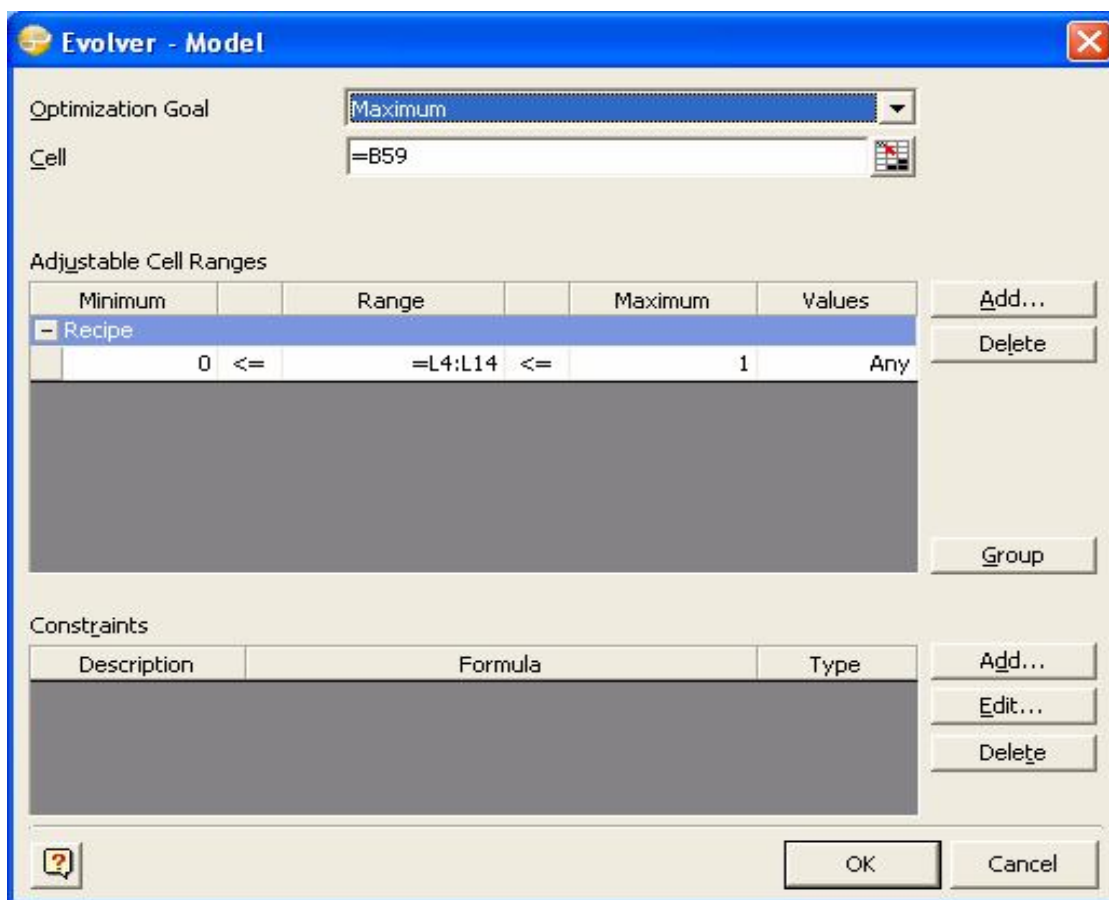 Evolver - Model
Optimization Goal Maximum
Cell =B59
Adjustable Cell Ranges
Minimum Range Maximum Values Add...
Recipe
Delete
0 <= =L4:L14 <= 1 Any
Group
Constraints
Description Formula Type Add...
Edit...
Delete
OK Cancel